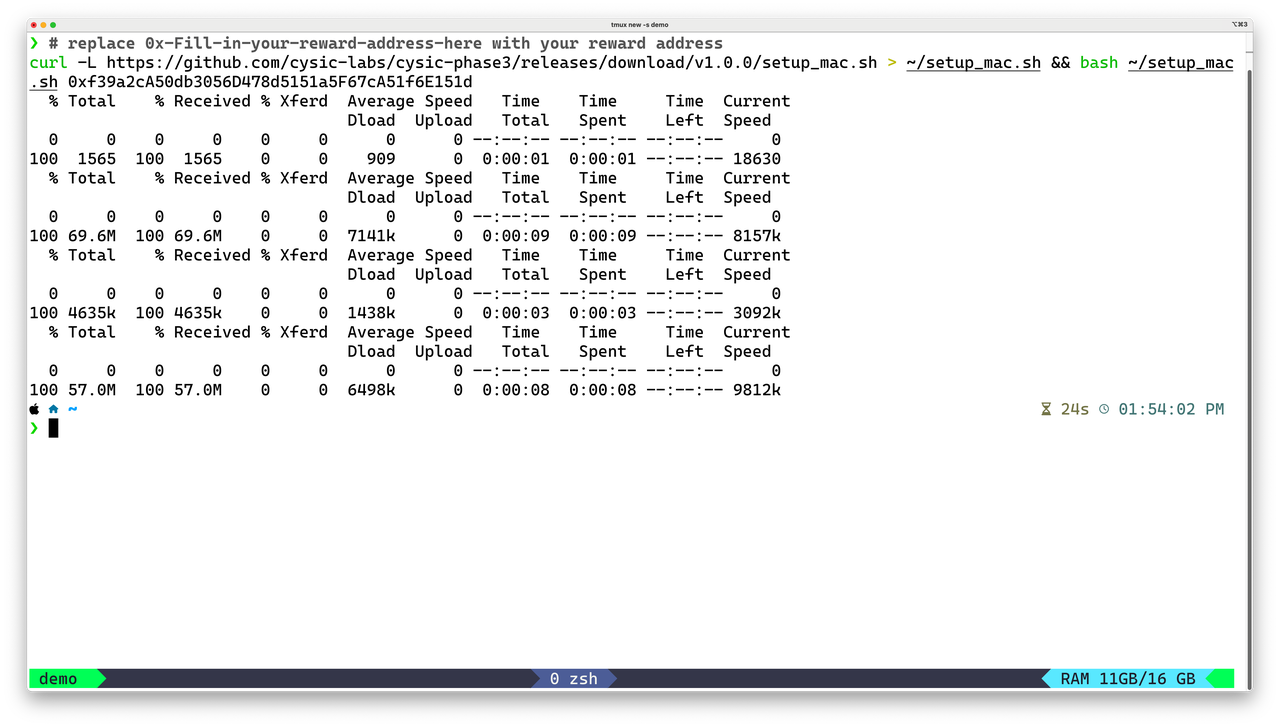 tmux new -s demo
⌥⌘3
❯ # replace 0x-Fill-in-your-reward-address-here with your reward address
curl -L https://github.com/cysic-labs/cysic-phase3/releases/download/v1.0.0/setup_mac.sh > ~/setup_mac.sh && bash ~/setup_mac
.sh 0xf39a2cA50db3056D478d5151a5F67cA51f6E151d
% Total % Received % Xferd Average Speed Time Time Time Current
Dload Upload Total Spent Left Speed
0 0 0 0 0 0 0 0 --:--:-- --:--:-- --:--:-- 0
100 1565 100 1565 0 0 909 0 0:00:01 0:00:01 --:--:-- 18630
% Total % Received % Xferd Average Speed Time Time Time Current
Dload Upload Total Spent Left Speed
0 0 0 0 0 0 0 0 --:--:-- --:--:-- --:--:-- 0
100 69.6M 100 69.6M 0 0 7141k 0 0:00:09 0:00:09 --:--:-- 8157k
% Total % Received % Xferd Average Speed Time Time Time Current
Dload Upload Total Spent Left Speed
0 0 0 0 0 0 0 0 --:--:-- --:--:-- --:--:-- 0
100 4635k 100 4635k 0 0 1438k 0 0:00:03 0:00:03 --:--:-- 3092k
% Total % Received % Xferd Average Speed Time Time Time Current
Dload Upload Total Spent Left Speed
0 0 0 0 0 0 0 0 --:--:-- --:--:-- --:--:-- 0
100 57.0M 100 57.0M 0 0 6498k 0 0:00:08 0:00:08 --:--:-- 9812k
~ 24s 01:54:02 PM
❯
demo 0 zsh RAM 11GB/16 GB